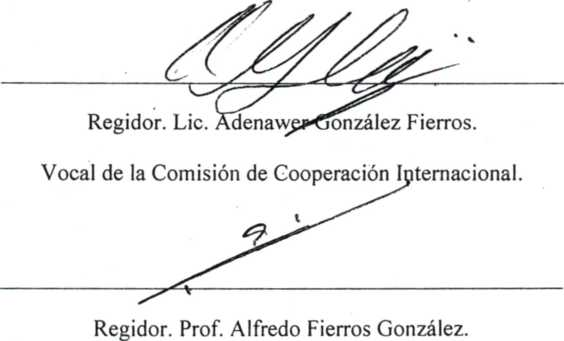 Regidor. Lic. Adenawer González Fierros.
Vocal de la Comisión de Cooperación Internacional.
Regidor. Prof. Alfredo Fierros González.